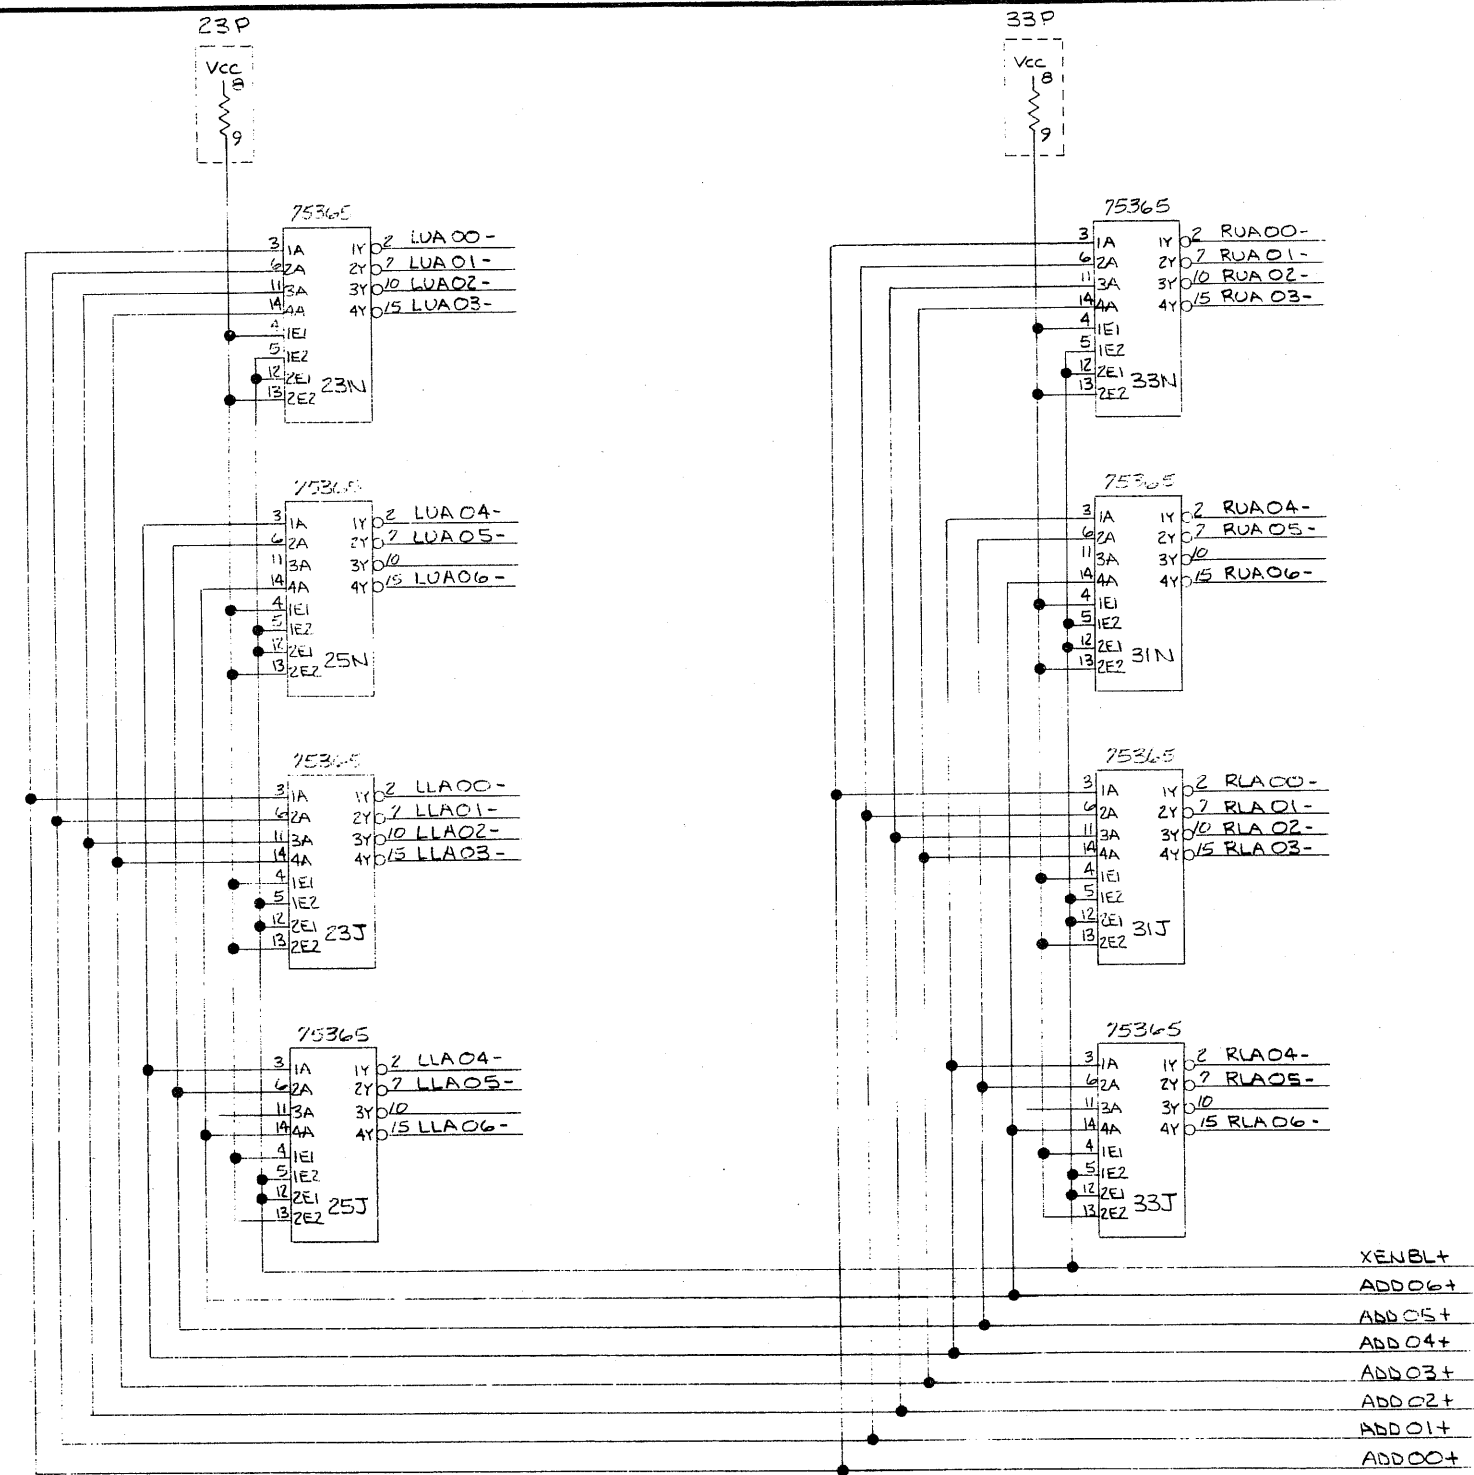 23P
Vcc
8
9
75365
3 1A 1Y 2 LUA00-
6 2A 2Y 7 LUA01-
11 3A 3Y 10 LUA02-
14 4A 4Y 15 LUA03-
4 1E1
5 1E2
12 2E1
13 2E2
23N
75365
3 1A 1Y 2 LUA04-
6 2A 2Y 7 LUA05-
11 3A 3Y 10
14 4A 4Y 15 LUA06-
4 1E1
5 1E2
12 2E1
13 2E2
25N
75365
3 1A 1Y 2 LLA00-
6 2A 2Y 7 LLA01-
11 3A 3Y 10 LLA02-
14 4A 4Y 15 LLA03-
4 1E1
5 1E2
12 2E1
13 2E2
23J
75365
3 1A 1Y 2 LLA04-
6 2A 2Y 7 LLA05-
11 3A 3Y 10
14 4A 4Y 15 LLA06-
4 1E1
5 1E2
12 2E1
13 2E2
25J
33P
Vcc
8
9
75365
3 1A 1Y 2 RUA00-
6 2A 2Y 7 RUA01-
11 3A 3Y 10 RUA02-
14 4A 4Y 15 RUA03-
4 1E1
5 1E2
12 2E1
13 2E2
33N
75365
3 1A 1Y 2 RUA04-
6 2A 2Y 7 RUA05-
11 3A 3Y 10
14 4A 4Y 15 RUA06-
4 1E1
5 1E2
12 2E1
13 2E2
31N
75365
3 1A 1Y 2 RLA00-
6 2A 2Y 7 RLA01-
11 3A 3Y 10 RLA02-
14 4A 4Y 15 RLA03-
4 1E1
5 1E2
12 2E1
13 2E2
31J
75365
3 1A 1Y 2 RLA04-
6 2A 2Y 7 RLA05-
11 3A 3Y 10
14 4A 4Y 15 RLA06-
4 1E1
5 1E2
12 2E1
13 2E2
33J
XENBL+
ADD06+
ADD05+
ADD04+
ADD03+
ADD02+
ADD01+
ADD00+